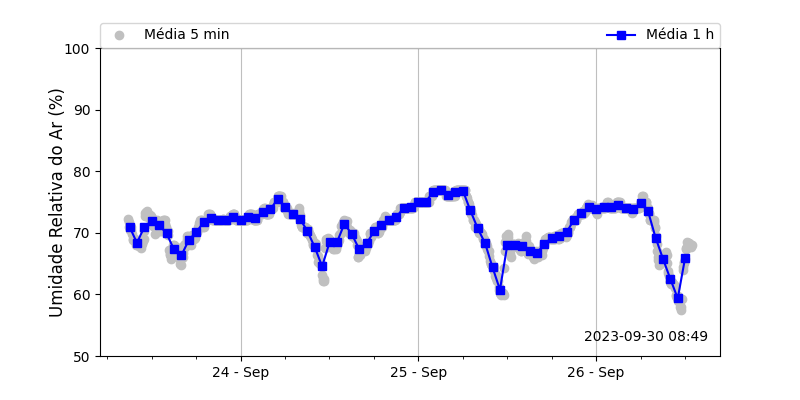 Média 5 min
Média 1 h
Umidade Relativa do Ar (%)
100
90
80
70
60
50
2023-09-30 08:49
24 - Sep
25 - Sep
26 - Sep